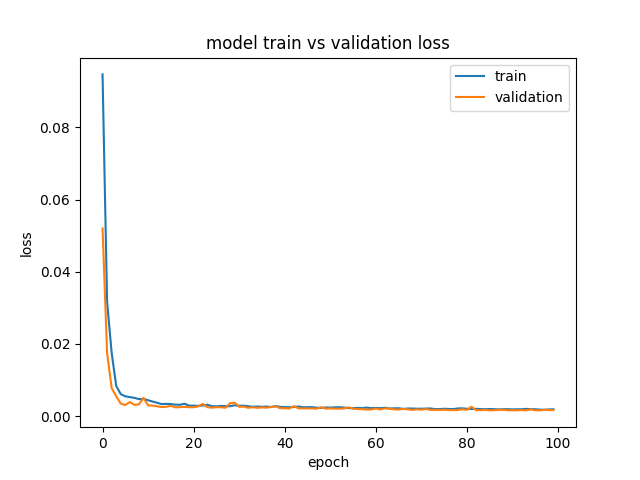 model train vs validation loss
train
validation
loss
0.08
0.06
0.04
0.02
0.00
0 20 40 60 80 100
epoch